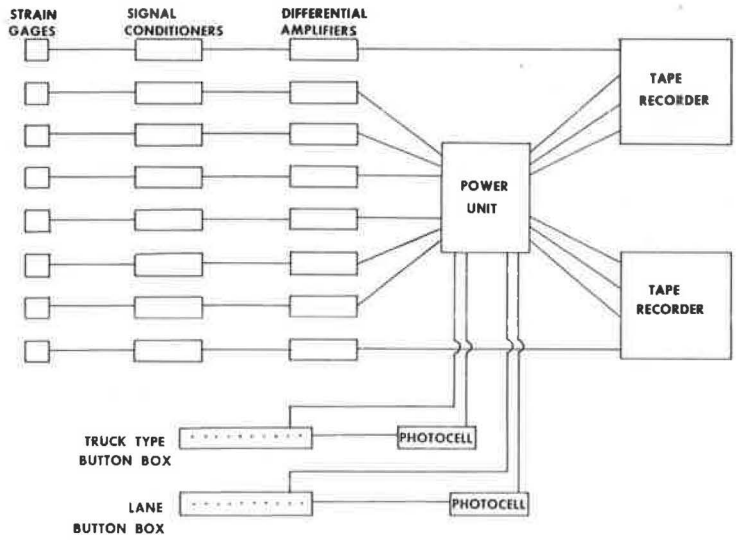 STRAIN
GAGES
SIGNAL
CONDITIONERS
DIFFERENTIAL
AMPLIFIERS
TAPE
RECORDER
POWER
UNIT
TAPE
RECORDER
TRUCK TYPE
BUTTON BOX
PHOTOCELL
LANE
BUTTON BOX
PHOTOCELL